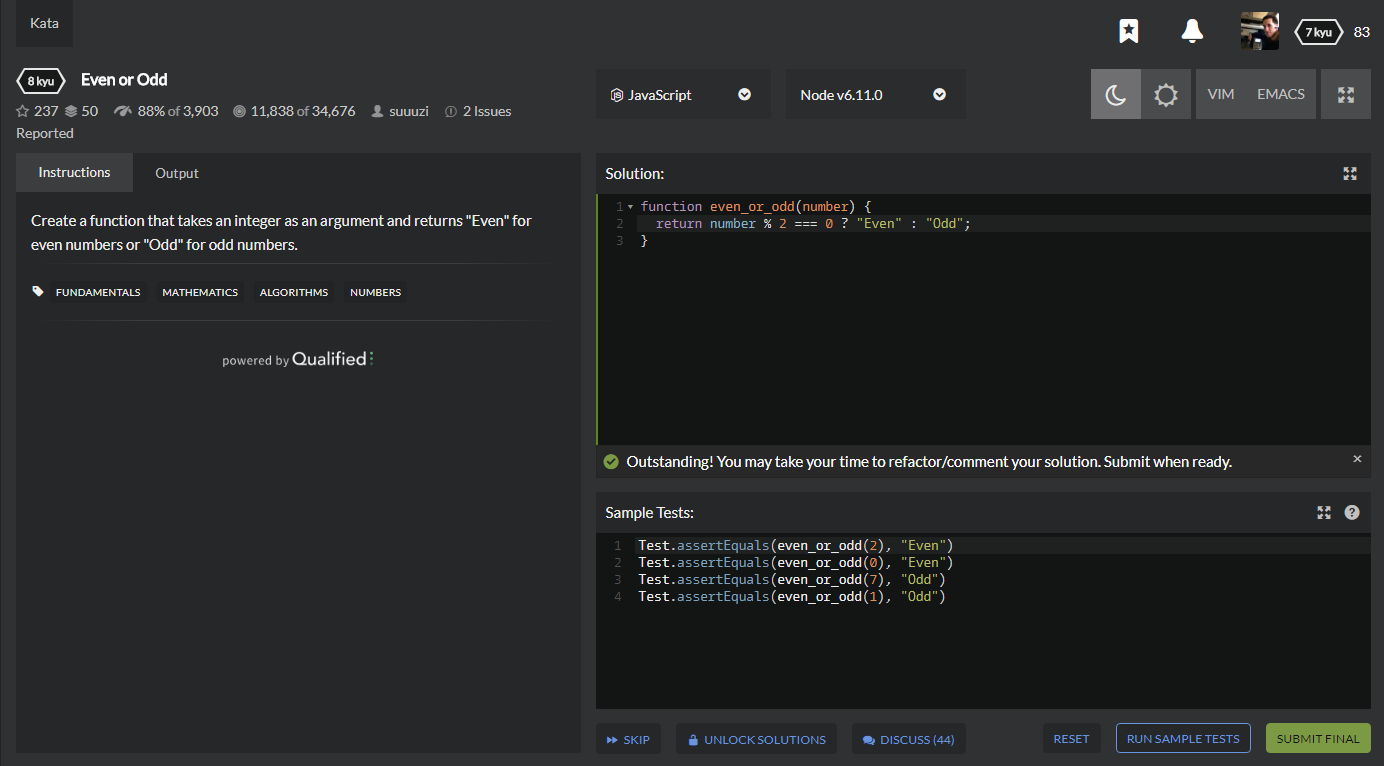 Kata
7 kyu 83
8 kyu Even or Odd
237 50 88% of 3,903 11,838 of 34,676 suuuzi 2 Issues
Reported
JavaScript
Node v6.11.0
VIM EMACS
Instructions Output
Create a function that takes an integer as an argument and returns "Even" for
even numbers or "Odd" for odd numbers.
FUNDAMENTALS MATHEMATICS ALGORITHMS NUMBERS
powered by Qualified
Solution:
1 function even_or_odd(number) {
2 return number % 2 === 0 ? "Even" : "Odd";
3 }
Outstanding! You may take your time to refactor/comment your solution. Submit when ready. ×
Sample Tests: ?
1 Test.assertEquals(even_or_odd(2), "Even")
2 Test.assertEquals(even_or_odd(0), "Even")
3 Test.assertEquals(even_or_odd(7), "Odd")
4 Test.assertEquals(even_or_odd(1), "Odd")
SKIP UNLOCK SOLUTIONS DISCUSS (44) RESET RUN SAMPLE TESTS SUBMIT FINAL